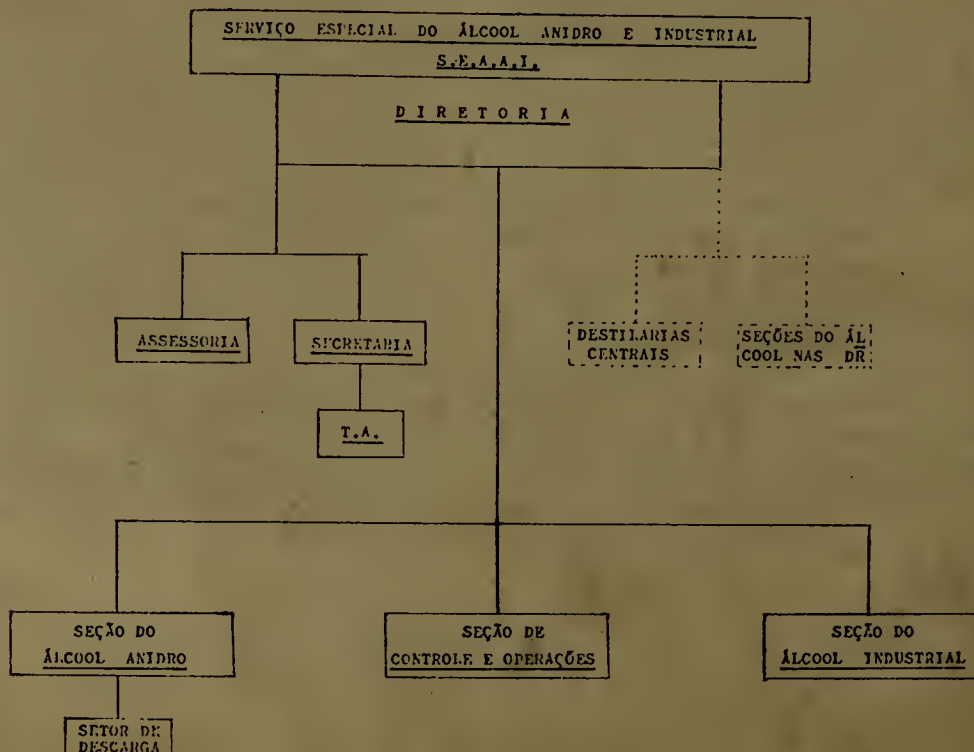 SERVIÇO ESPECIAL DO ÁLCOOL ANIDRO E INDUSTRIAL
S.E.A.A.I.
DIRETORIA
ASSESSORIA
SECRETARIA
DESTILARIAS
CENTRAIS
SEÇÕES DO ÁL
COOL NAS DR
T.A.
SEÇÃO DO
ÁLCOOL ANIDRO
SEÇÃO DE
CONTROLE E OPERAÇÕES
SEÇÃO DO
ÁLCOOL INDUSTRIAL
SETOR DE
DESCARGA